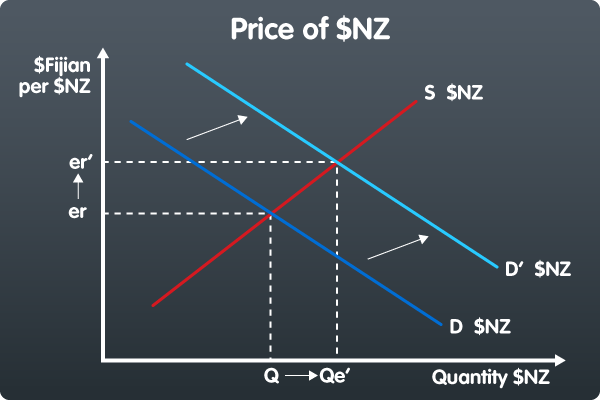 Price of $NZ
$Fijian
per $NZ
S $NZ
er′
er
D′ $NZ
D $NZ
Q Qe′
Quantity $NZ